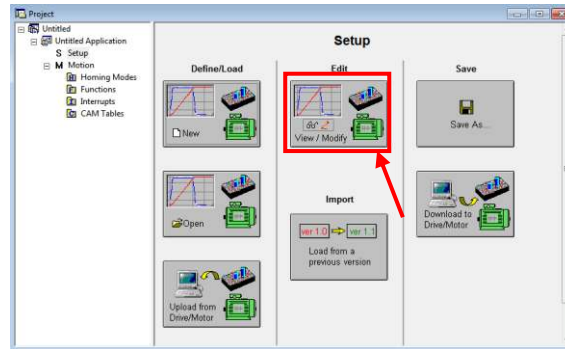 Project
Untitled
Untitled Application
S Setup
M Motion
Homing Modes
Functions
Interrupts
CAM Tables
Setup
Define/Load
New
Open
Upload from
Drive/Motor
Edit
View / Modify
Import
ver 1.0 ver 1.1
Load from a
previous version
Save
Save As...
Download to
Drive/Motor